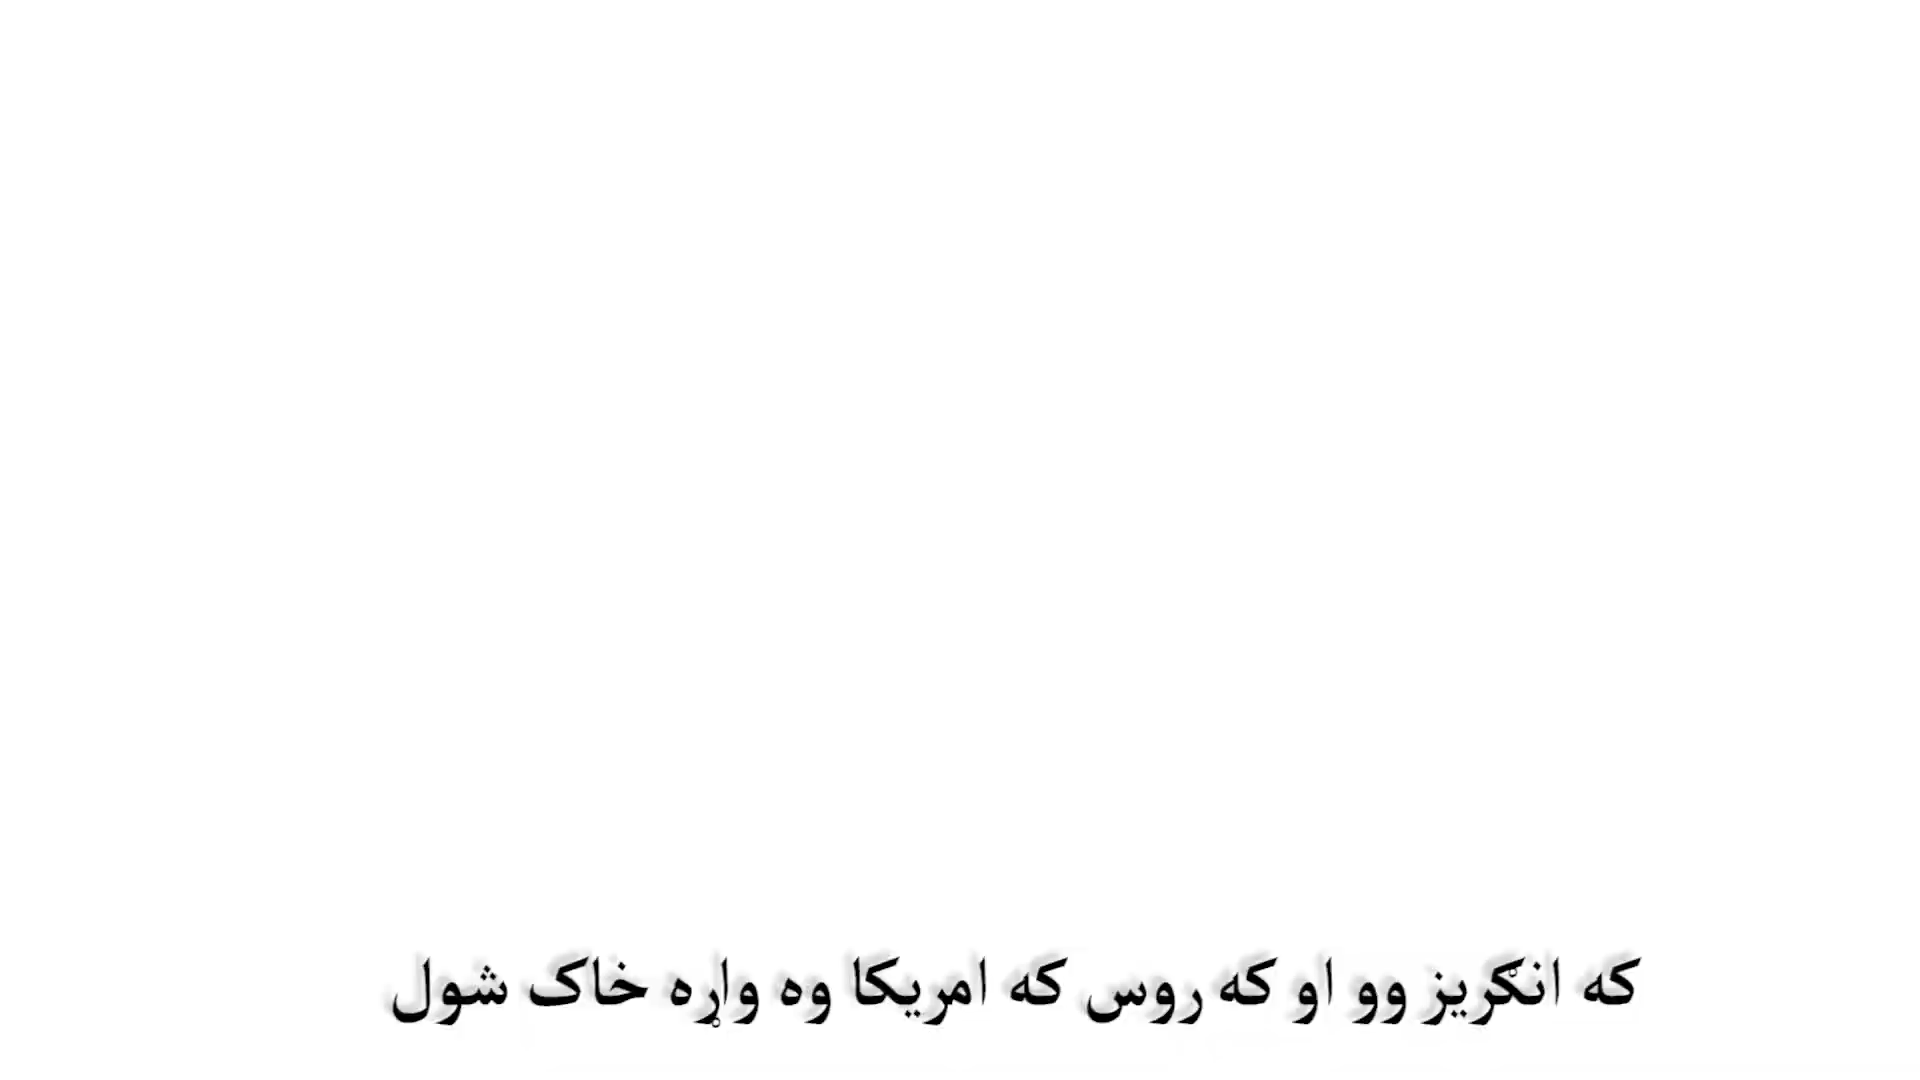 که انګریز وو او که روس که امریکا وه واړه خاک شول